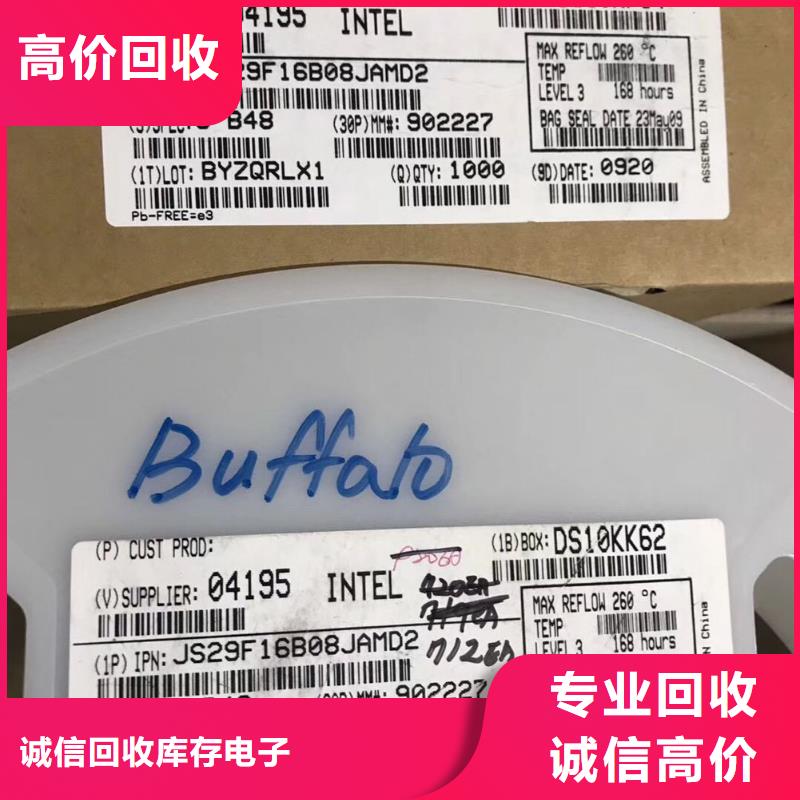 高价回收
04195 INTEL
29F16B08JAMD2
B48
(30P)MM#: 902227
(1T)LOT: BYZQRLX1
(Q)QTY: 1000
(9D)DATE: 0920
Pb-FREE=e3
MAX REFLOW 260 °C
TEMP
LEVEL 3 168 hours
BAG SEAL DATE 23May09
ASSEMBLED IN China
Buffalo
(P) CUST PROD:
(1B)BOX: DS10KK62
(V)SUPPLIER: 04195 INTEL
(1P) IPN: JS29F16B08JAMD2
712EA
MM#: 902227
MAX REFLOW 260 °C
TEMP
LEVEL 3 168 hours
IN China
诚信回收库存电子
专业回收
诚信高价